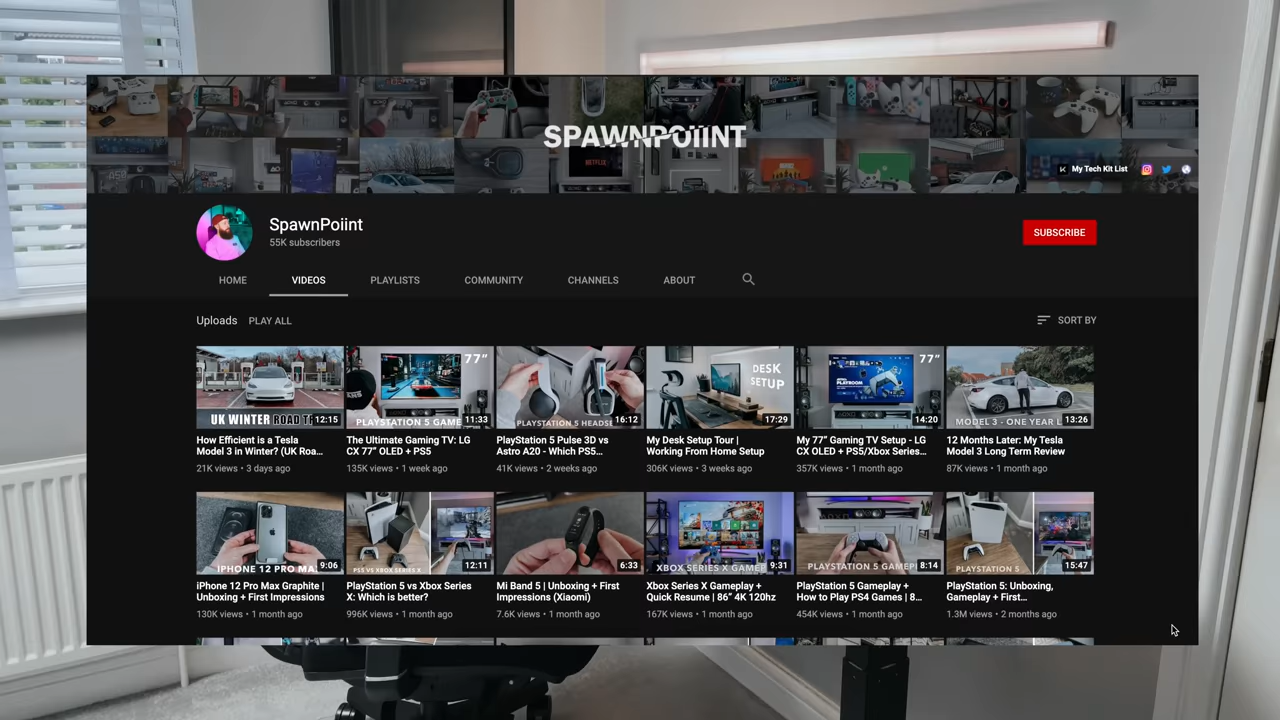 SPAWNPOIINT
My Tech Kit List
SpawnPoiint
55K subscribers
SUBSCRIBE
HOME
VIDEOS
PLAYLISTS
COMMUNITY
CHANNELS
ABOUT
Uploads
PLAY ALL
SORT BY
UK WINTER ROAD T
12:15
77"
PLAYSTATION 5 GAME
11:33
PLAYSTATION 5 HEADSE
16:12
DESK
SETUP
17:29
77"
14:20
MODEL 3 - ONE YEAR L
13:26
How Efficient is a Tesla
Model 3 in Winter? (UK Roa...
21K views • 3 days ago
The Ultimate Gaming TV: LG
CX 77" OLED + PS5
135K views • 1 week ago
PlayStation 5 Pulse 3D vs
Astro A20 - Which PS5...
41K views • 2 weeks ago
My Desk Setup Tour |
Working From Home Setup
306K views • 3 weeks ago
My 77" Gaming TV Setup - LG
CX OLED + PS5/Xbox Series...
357K views • 1 month ago
12 Months Later: My Tesla
Model 3 Long Term Review
87K views • 1 month ago
IPHONE 12 PRO MA
9:06
PS5 VS XBOX SERIES X
12:11
6:33
XBOX SERIES X GAMEP
9:31
PLAYSTATION 5 GAMEPL
8:14
PLAYSTATION 5
15:47
iPhone 12 Pro Max Graphite |
Unboxing + First Impressions
130K views • 1 month ago
PlayStation 5 vs Xbox Series
X: Which is better?
996K views • 1 month ago
Mi Band 5 | Unboxing + First
Impressions (Xiaomi)
7.6K views • 1 month ago
Xbox Series X Gameplay +
Quick Resume | 86" 4K 120hz
167K views • 1 month ago
PlayStation 5 Gameplay +
How to Play PS4 Games | 8...
454K views • 1 month ago
PlayStation 5: Unboxing,
Gameplay + First...
1.3M views • 2 months ago